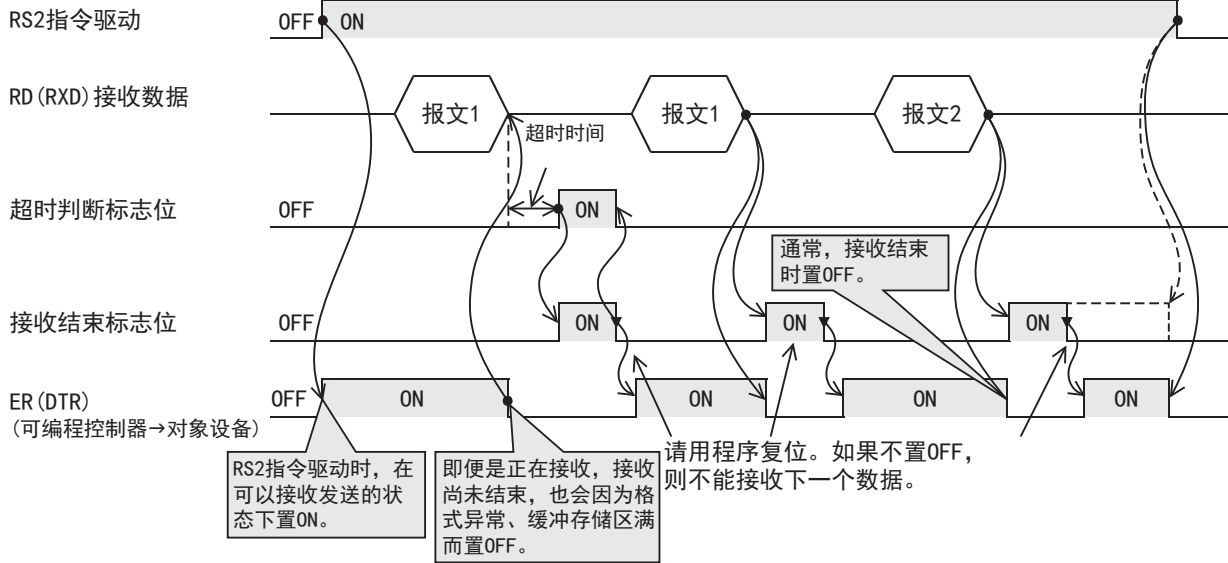 RS2指令驱动
OFF
ON
RD(RXD)接收数据
报文1
报文1
报文2
超时时间
超时判断标志位
OFF
ON
通常，接收结束
时置OFF。
接收结束标志位
OFF
ON
ON
ON
ER(DTR)
(可编程控制器→对象设备)
OFF
ON
ON
ON
ON
RS2指令驱动时，在
可以接收发送的状
态下置ON。
即便是正在接收，接收
尚未结束，也会因为格
式异常、缓冲存储区满
而置OFF。
请用程序复位。如果不置OFF，
则不能接收下一个数据。